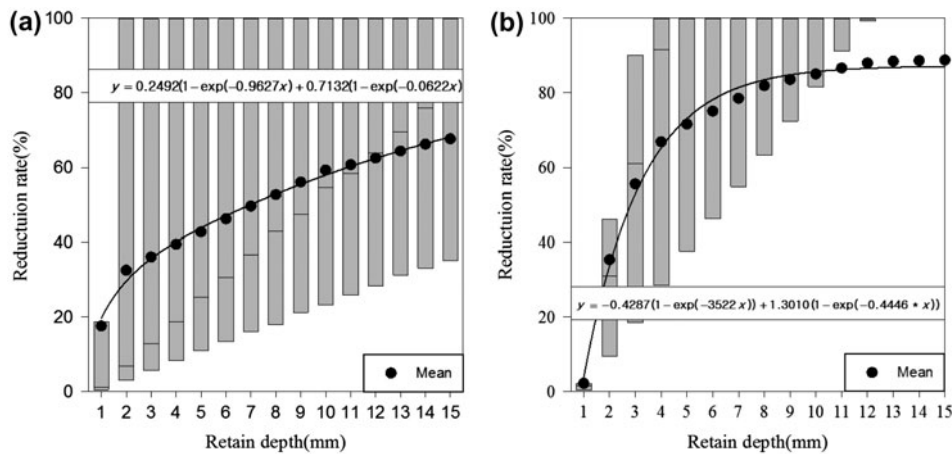 (a)
100
80
60
40
20
0
Reductuion rate(%)
y = 0.2492(1−exp(−0.9627x)+0.7132(1−exp(−0.0622x)
Mean
1 2 3 4 5 6 7 8 9 10 11 12 13 14 15
Retain depth(mm)
(b)
100
80
60
40
20
0
Reductuion rate(%)
y = −0.4287(1−exp(−3522x))+1.3010(1−exp(−0.4446 * x))
Mean
1 2 3 4 5 6 7 8 9 10 11 12 13 14 15
Retain depth(mm)